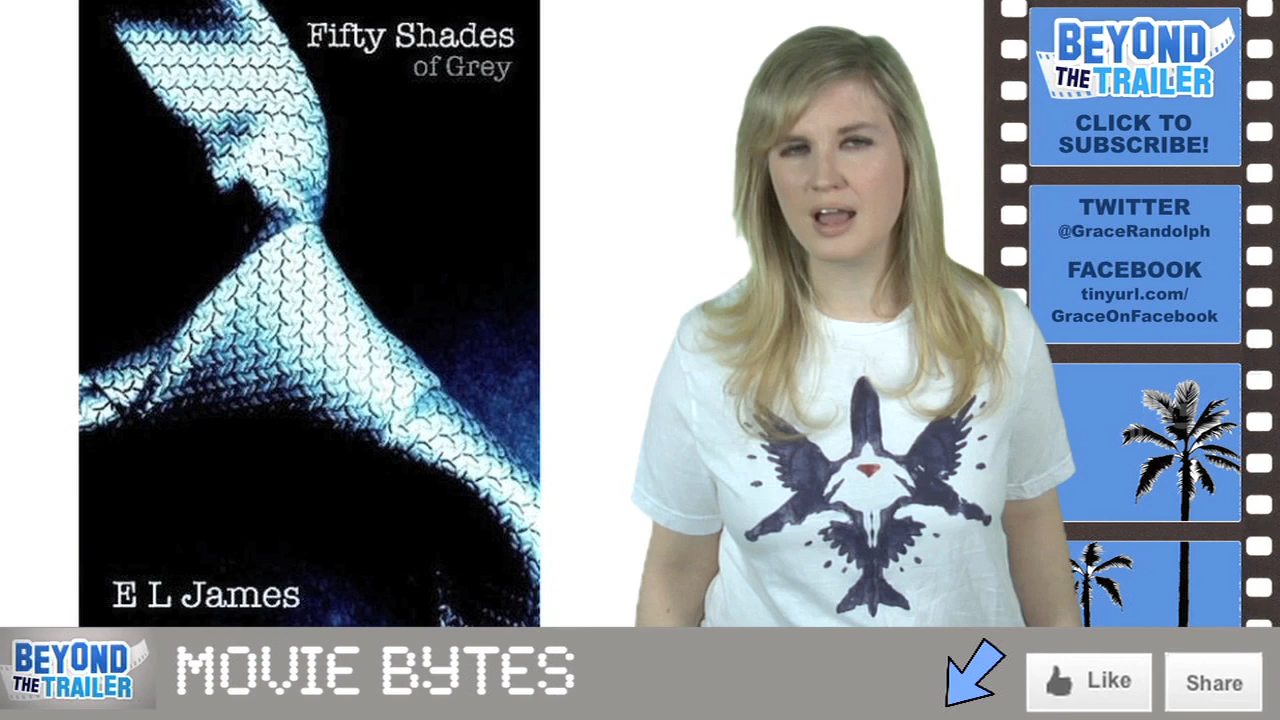 Fifty Shades
of Grey
E L James
BEYOND
THE TRAILER
CLICK TO
SUBSCRIBE!
TWITTER
@GraceRandolph
FACEBOOK
tinyurl.com/
GraceOnFacebook
BEYOND
THE TRAILER
MOVIE BYTES
Like
Share